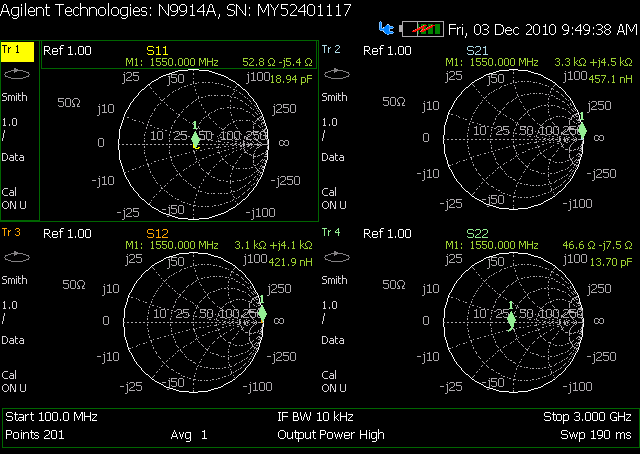 Agilent Technologies: N9914A, SN: MY52401117
Fri, 03 Dec 2010 9:49:38 AM
Tr 1
Smith
1.0
/
Data
Cal
ON U
Ref 1.00 S11
M1: 1550.000 MHz 52.8 Ω -j5.4 Ω
18.94 pF
50Ω
j25 j100
j10 j250
1
0 10 25 50 100 250 ∞
-j10 -j250
-j25 -j100
Tr 2
Smith
1.0
/
Data
Cal
ON U
Ref 1.00 S21
M1: 1550.000 MHz 3.3 kΩ +j4.5 kΩ
457.1 nH
50Ω
j25 j100
j10 j250
1
0 10 25 50 100 250 ∞
-j10 -j250
-j25 -j100
Tr 3
Smith
1.0
/
Data
Cal
ON U
Ref 1.00 S12
M1: 1550.000 MHz 3.1 kΩ +j4.1 kΩ
421.9 nH
50Ω
j25 j100
j10 j250
1
0 10 25 50 100 250 ∞
-j10 -j250
-j25 -j100
Tr 4
Smith
1.0
/
Data
Cal
ON U
Ref 1.00 S22
M1: 1550.000 MHz 46.6 Ω -j7.5 Ω
13.70 pF
50Ω
j25 j100
j10 j250
1
0 10 25 50 100 250 ∞
-j10 -j250
-j25 -j100
Start 100.0 MHz IF BW 10 kHz Stop 3.000 GHz
Points 201 Avg 1 Output Power High Swp 190 ms